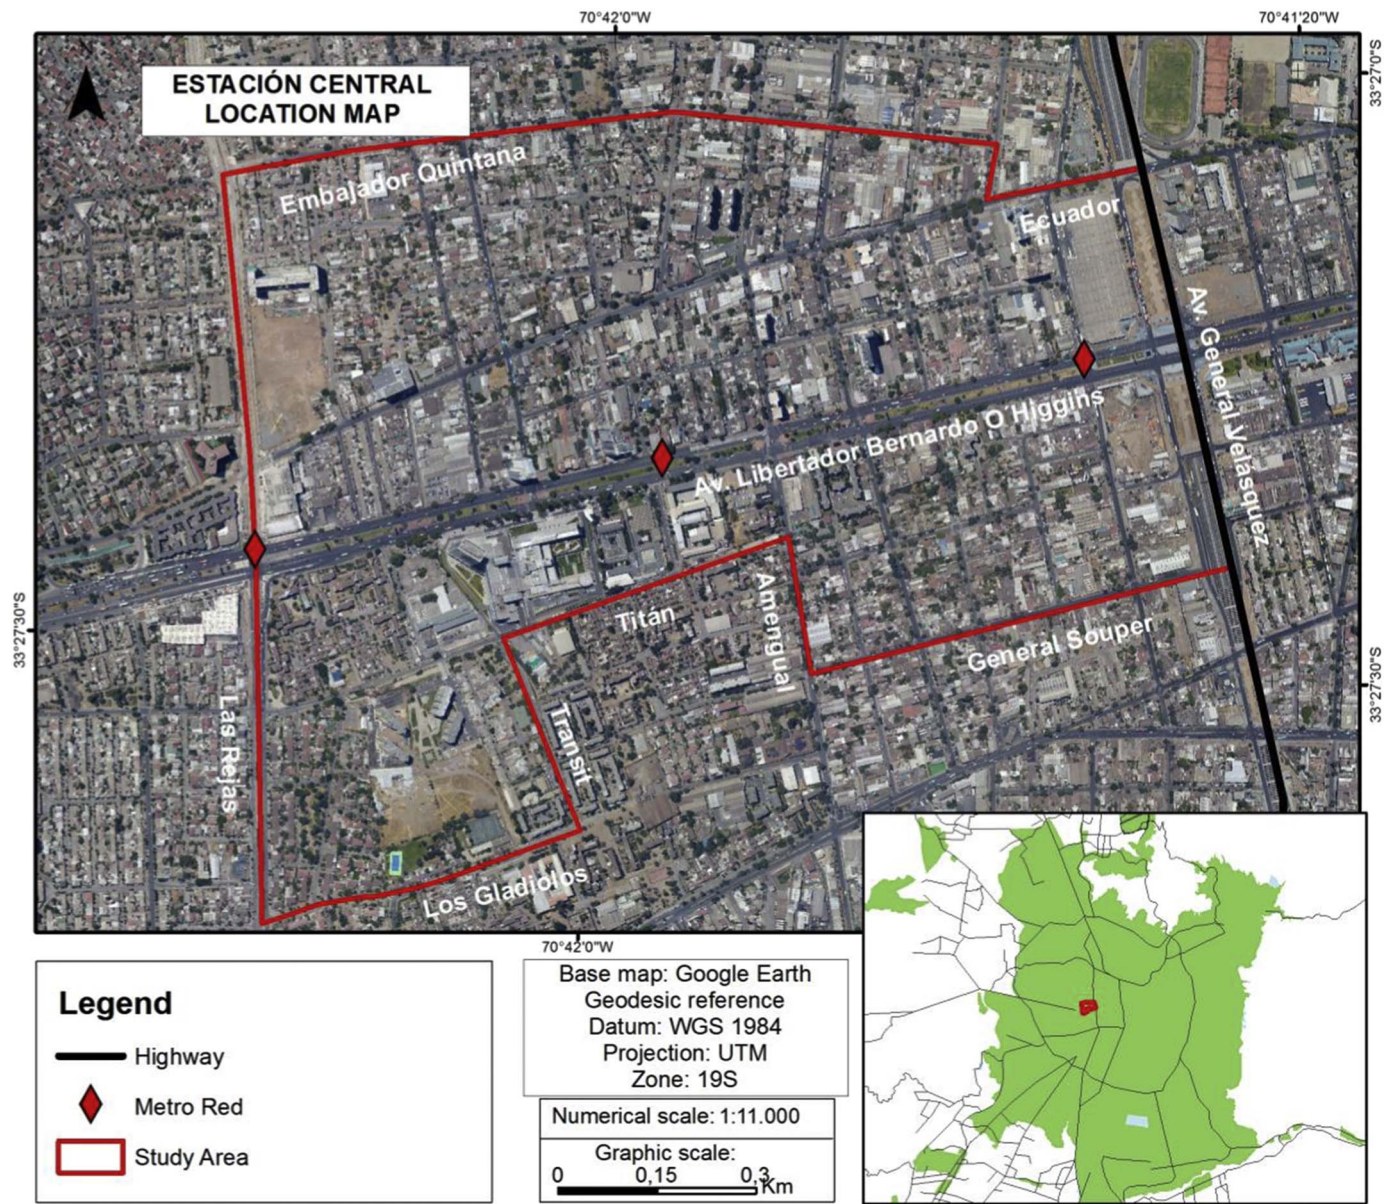 70°42'0"W
70°41'20"W
ESTACIÓN CENTRAL
LOCATION MAP
33°27'0"S
Embajador Quintana
Ecuador
Av. General Velásquez
Av. Libertador Bernardo O'Higgins
33°27'30"S
Titán
Amengual
General Souper
33°27'30"S
Las Rejas
Transit
Los Gladiolos
70°42'0"W
Legend
Highway
Metro Red
Study Area
Base map: Google Earth
Geodesic reference
Datum: WGS 1984
Projection: UTM
Zone: 19S
Numerical scale: 1:11.000
Graphic scale:
0 0,15 0,3 Km